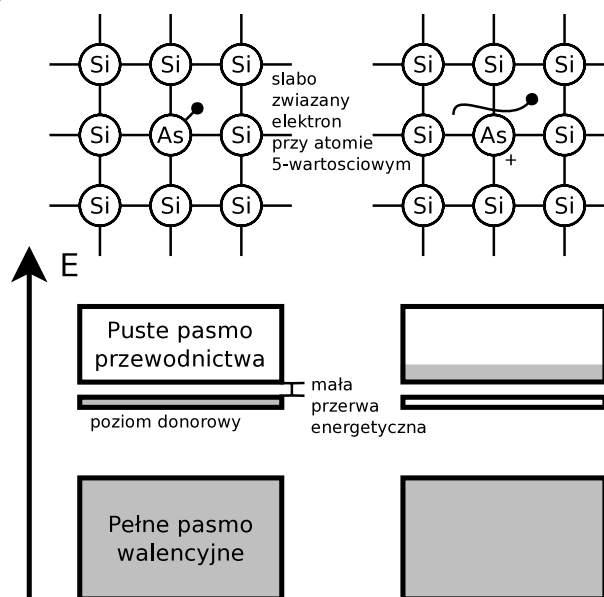 Si Si Si
Si As Si
Si Si Si
slabo
zwiazany
elektron
przy atomie
5-wartosciowym
Si Si Si
Si As Si
+
Si Si Si
E
Puste pasmo
przewodnictwa
poziom donorowy
mała
przerwa
energetyczna
Pełne pasmo
walencyjne